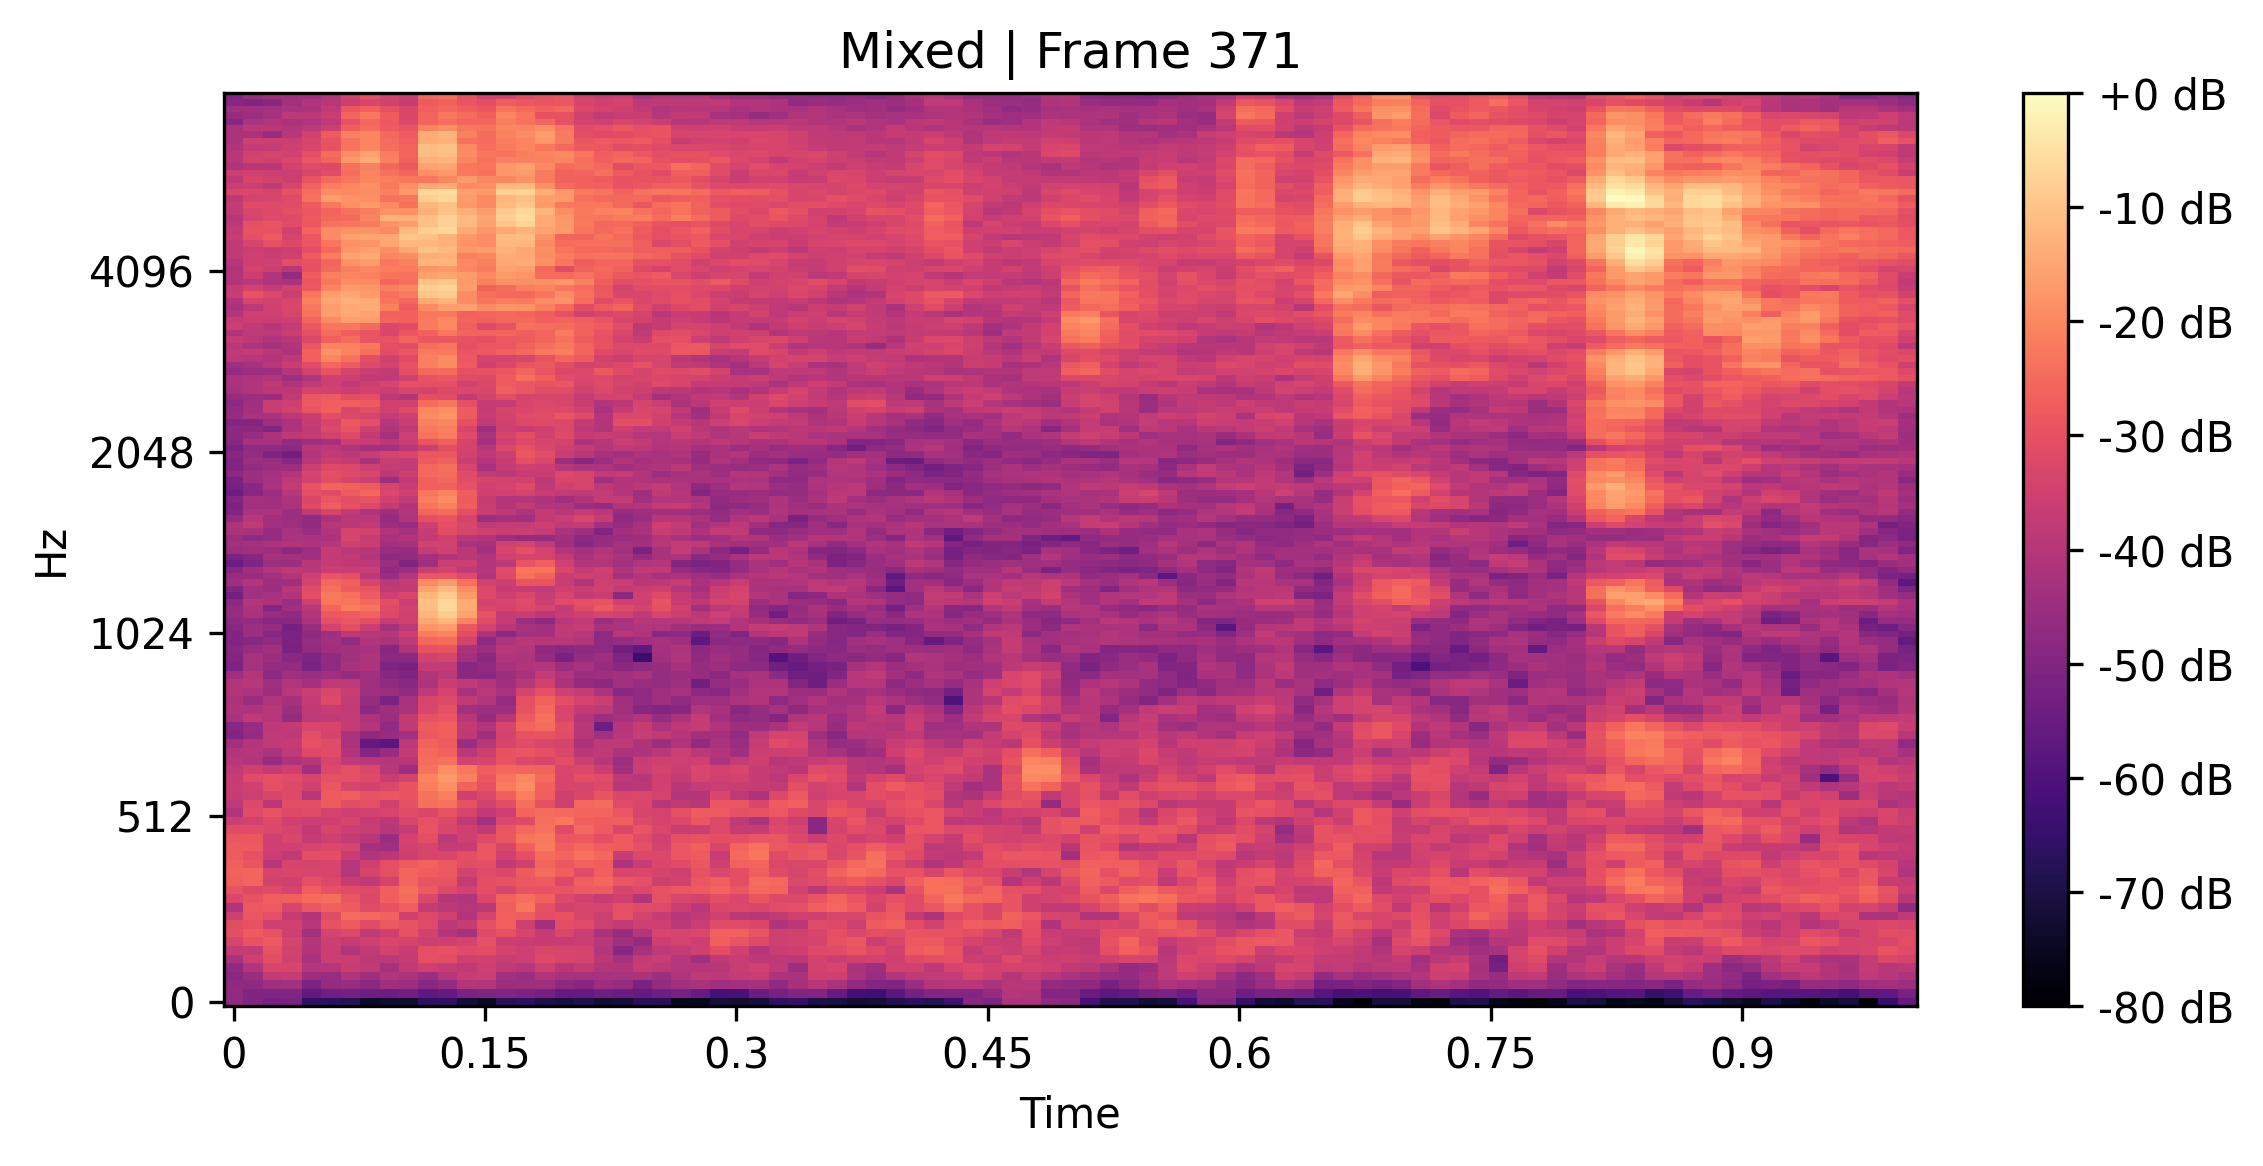 Mixed | Frame 371
+0 dB
-10 dB
-20 dB
-30 dB
-40 dB
-50 dB
-60 dB
-70 dB
-80 dB
Hz
4096
2048
1024
512
0
0 0.15 0.3 0.45 0.6 0.75 0.9
Time